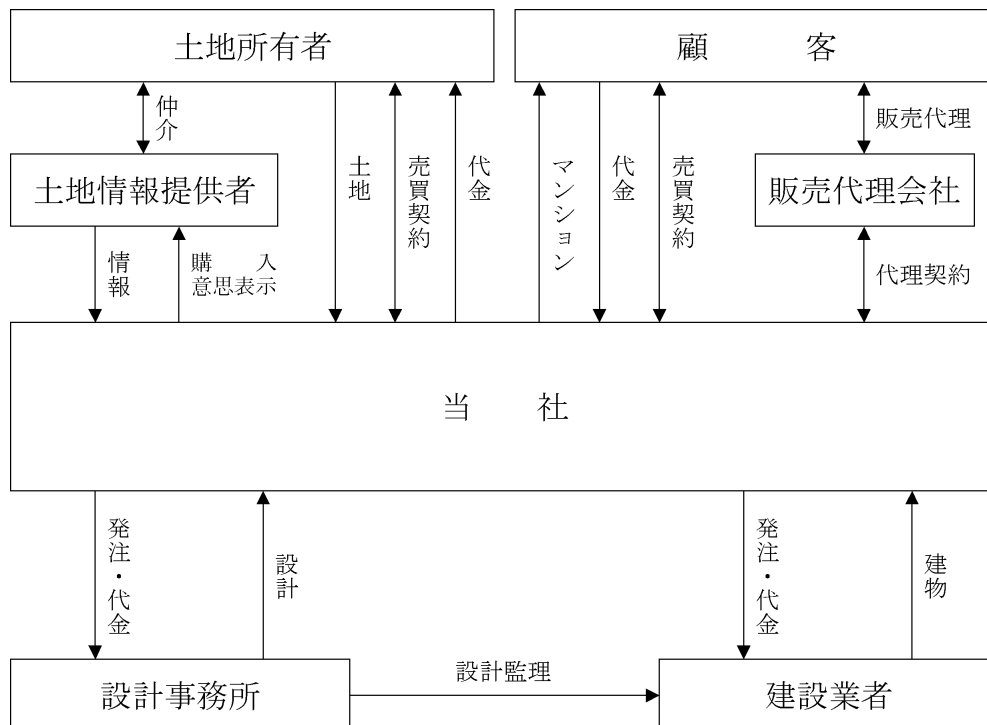 土地所有者
顧客
仲介
販売代理
土地情報提供者
土地
売買契約
代金
マンション
代金
売買契約
販売代理会社
情報
購入
意思表示
代理契約
当社
発注・代金
設計
発注・代金
建物
設計監理
設計事務所
建設業者